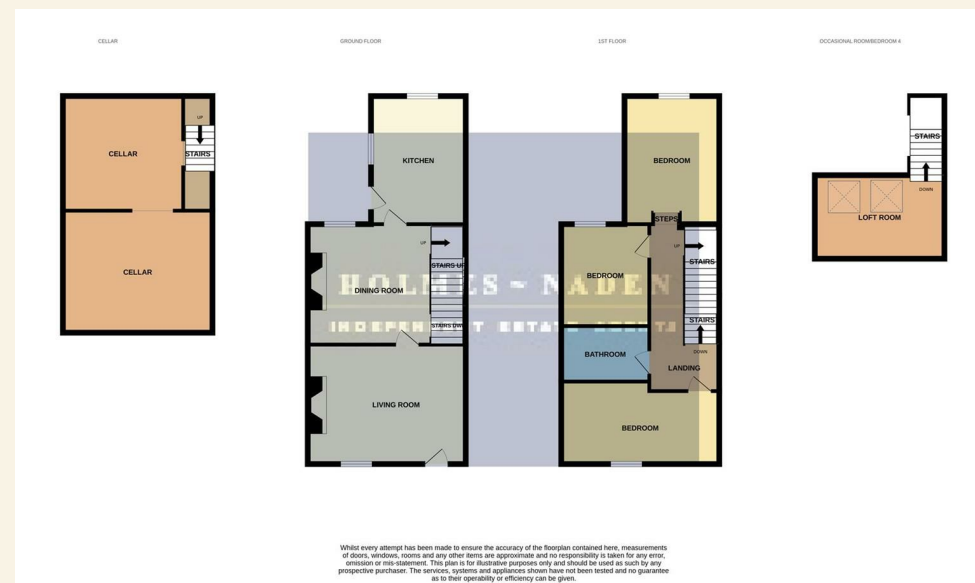 CELLAR
GROUND FLOOR
1ST FLOOR
OCCASIONAL ROOM/BEDROOM 4
UP
CELLAR
STAIRS
CELLAR
KITCHEN
UP
STAIRS UP
DINING ROOM
STAIRS DW
LIVING ROOM
BEDROOM
STEPS
UP
STAIRS
BEDROOM
STAIRS
BATHROOM
DOWN
LANDING
BEDROOM
STAIRS
DOWN
LOFT ROOM
HOLMES-NADEN
INDEPENDENT ESTATE AGENTS
Whilst every attempt has been made to ensure the accuracy of the floorplan contained here, measurements
of doors, windows, rooms and any other items are approximate and no responsibility is taken for any error,
omission or mis-statement. This plan is for illustrative purposes only and should be used as such by any
prospective purchaser. The services, systems and appliances shown have not been tested and no guarantee
as to their operability or efficiency can be given.